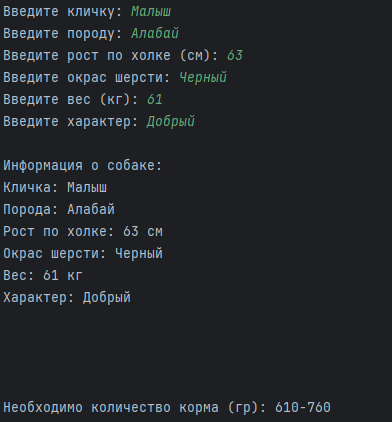 Введите кличку: Малыш
Введите породу: Алабай
Введите рост по холке (см): 63
Введите окрас шерсти: Черный
Введите вес (кг): 61
Введите характер: Добрый
Информация о собаке:
Кличка: Малыш
Порода: Алабай
Рост по холке: 63 см
Окрас шерсти: Черный
Вес: 61 кг
Характер: Добрый
Необходимо количество корма (гр): 610-760